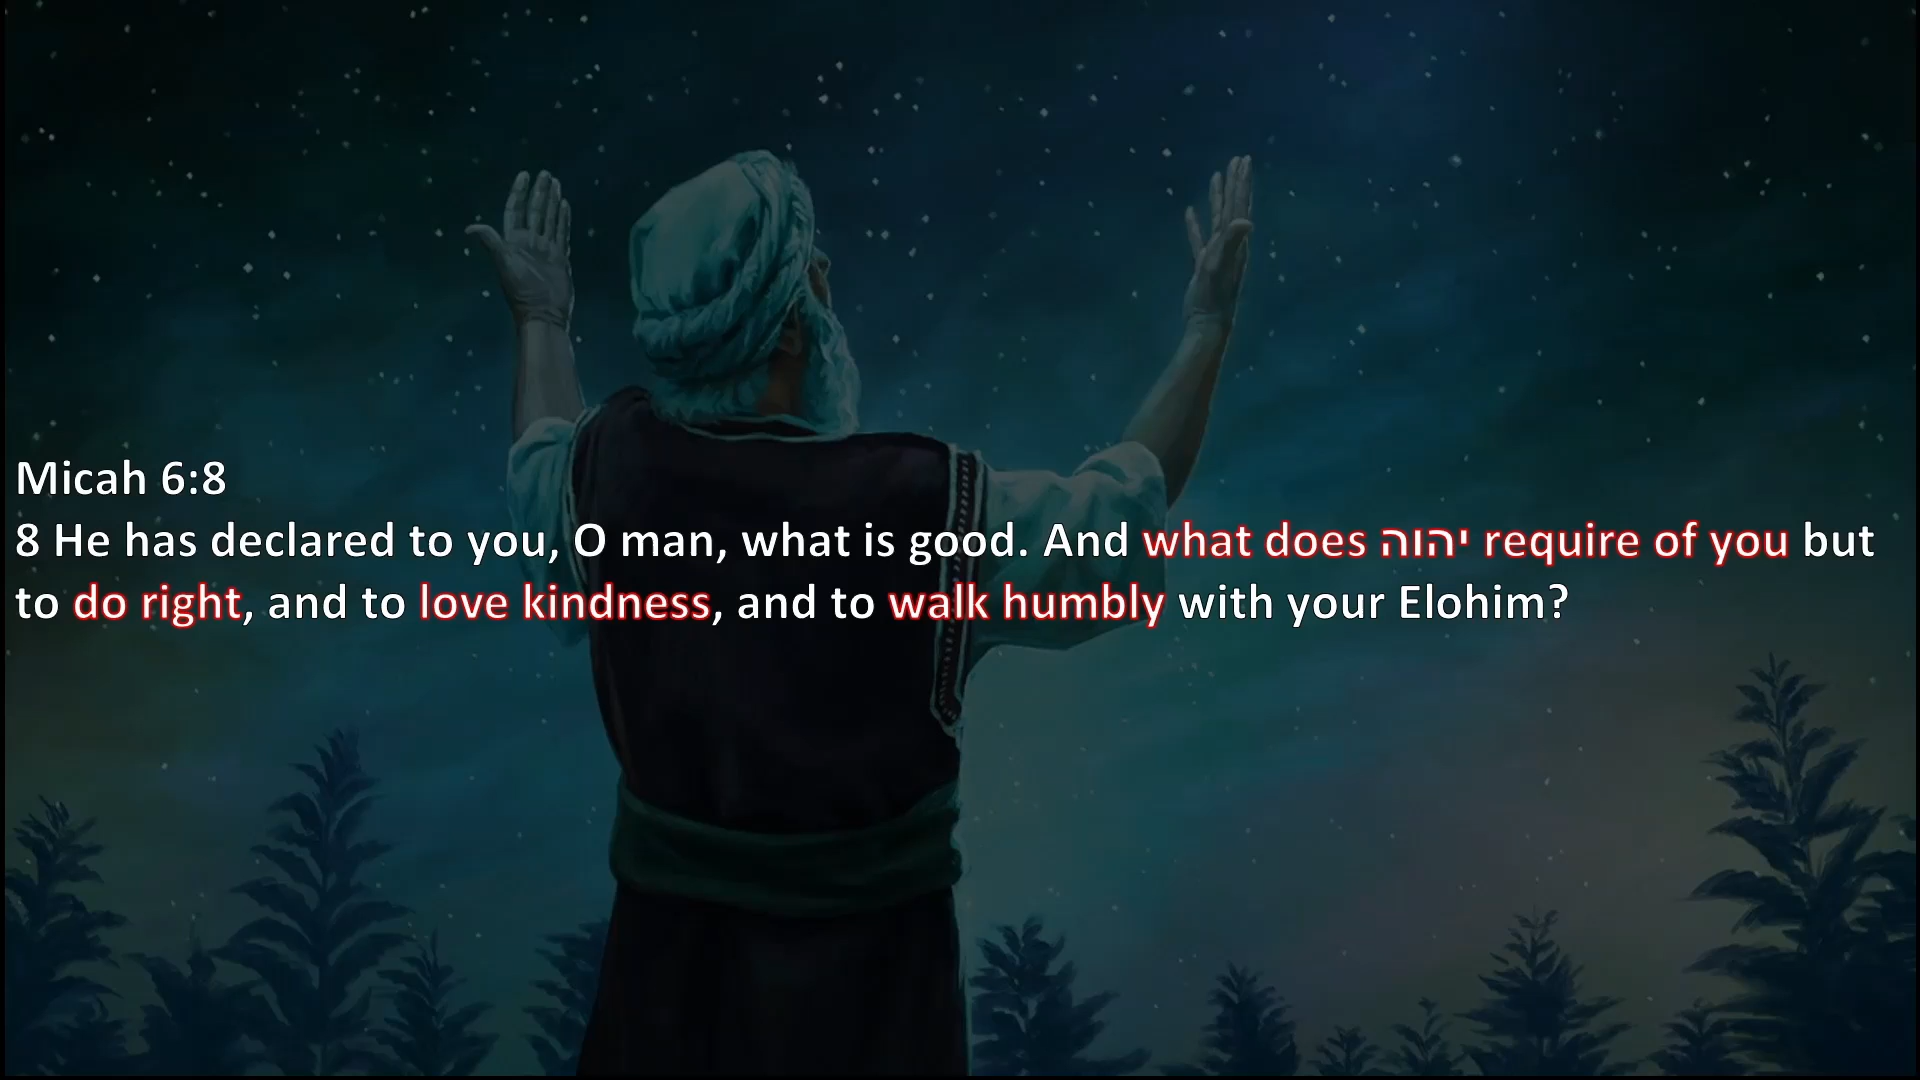 Micah 6:8
8 He has declared to you, O man, what is good. And what does יהוה require of you but
to do right, and to love kindness, and to walk humbly with your Elohim?